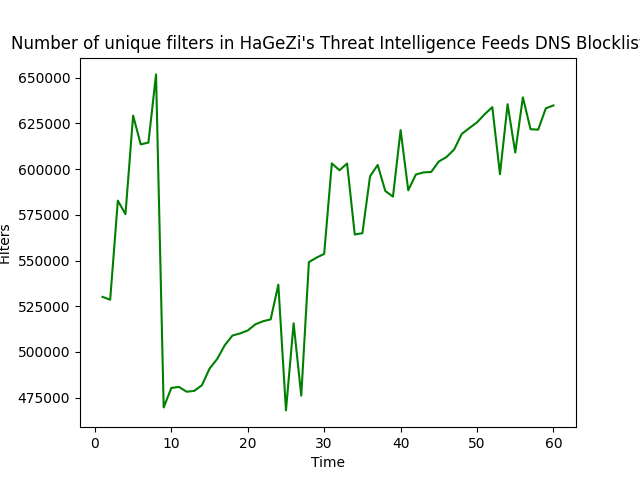 Number of unique filters in HaGeZi's Threat Intelligence Feeds DNS Blocklist
650000
625000
600000
575000
550000
525000
500000
475000
Filters
0 10 20 30 40 50 60
Time